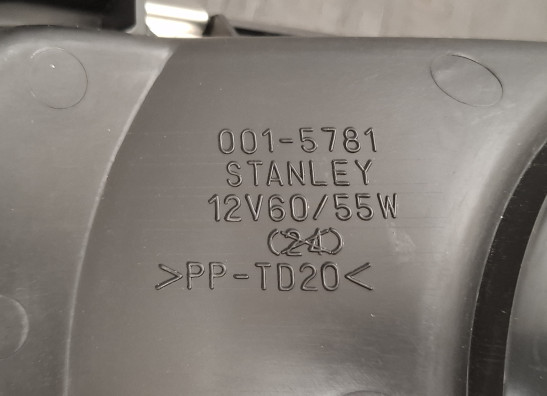 001-5781
STANLEY
12V60/55W
(24)
>PP-TD20<